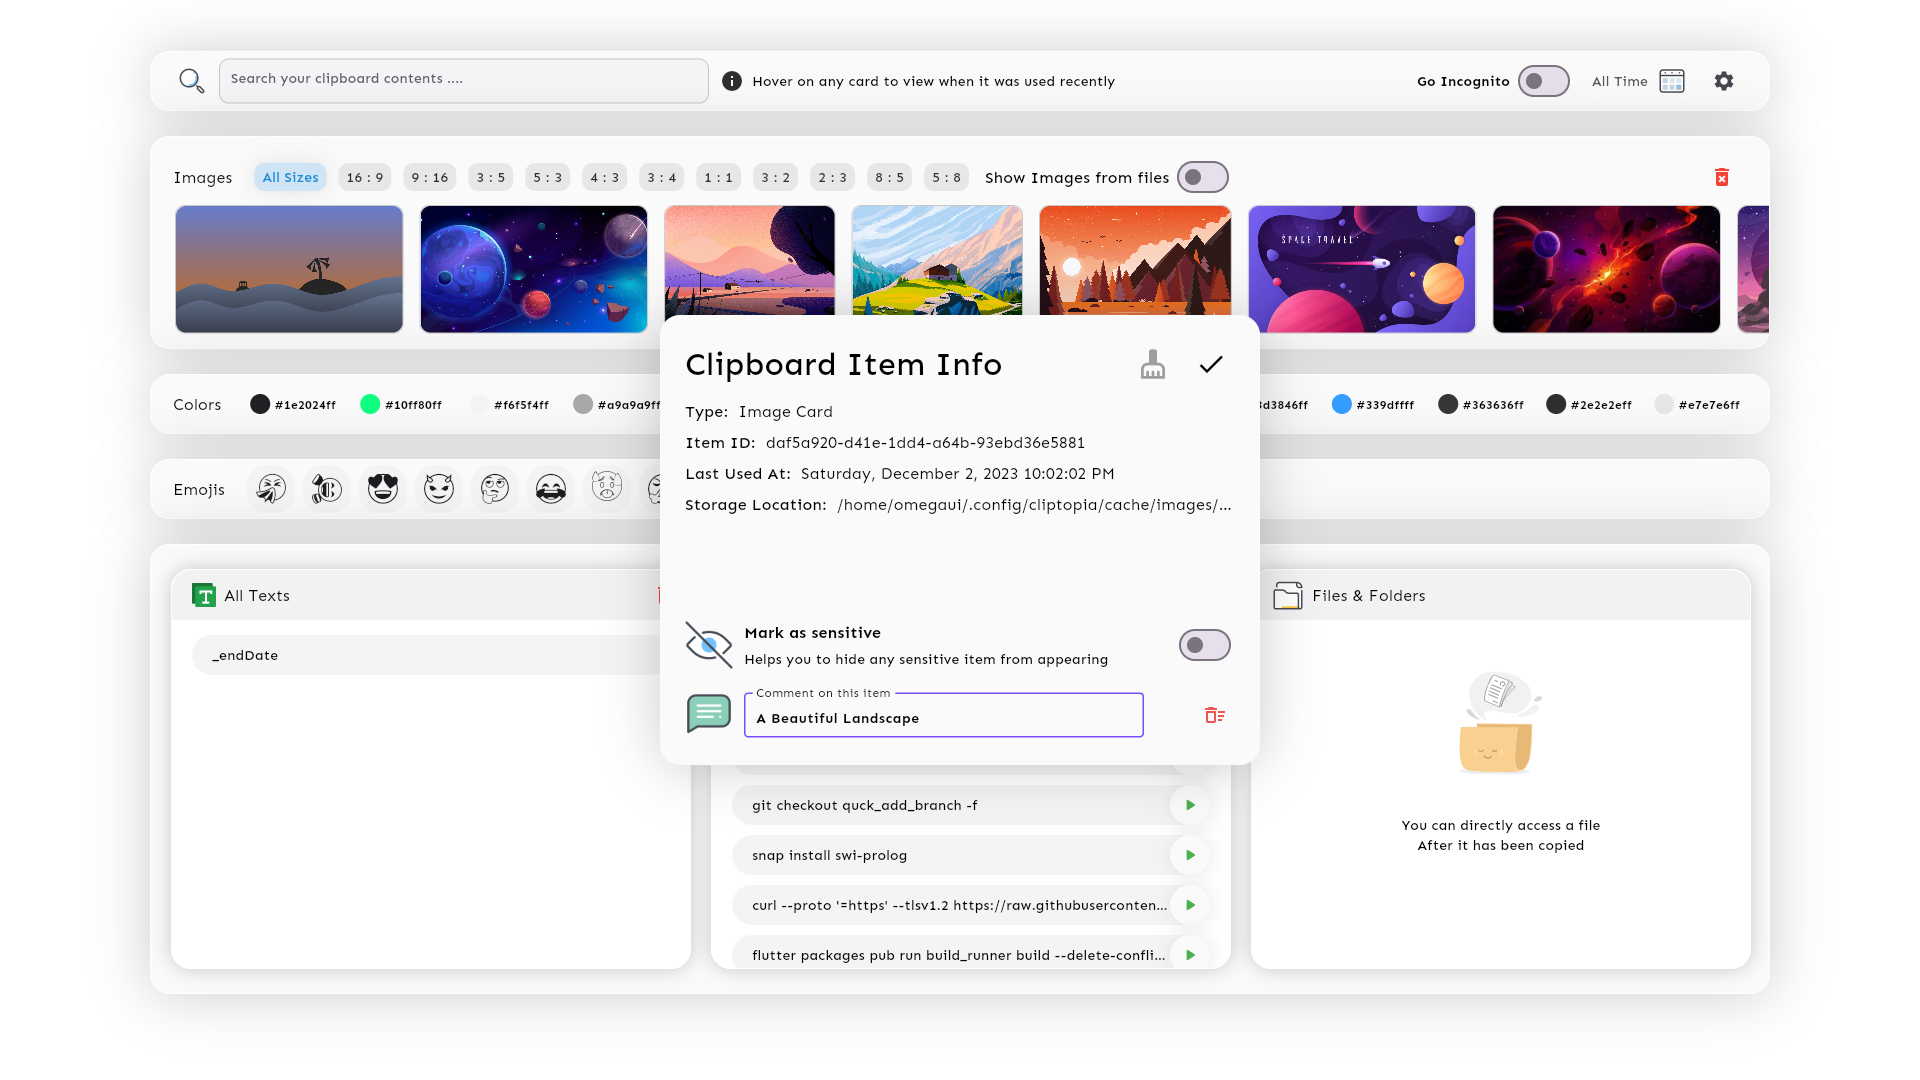 Search your clipboard contents ....
Hover on any card to view when it was used recently
Go Incognito
All Time
Images
All Sizes
16 : 9
9 : 16
3 : 5
5 : 3
4 : 3
3 : 4
1 : 1
3 : 2
2 : 3
8 : 5
5 : 8
Show Images from files
SPACE TRAVEL
Colors
#1e2024ff
#10ff80ff
#f6f5f4ff
#a9a9a9ff
3d3846ff
#339dffff
#363636ff
#2e2e2eff
#e7e7e6ff
Emojis
Clipboard Item Info
Type: Image Card
Item ID: daf5a920-d41e-1dd4-a64b-93ebd36e5881
Last Used At: Saturday, December 2, 2023 10:02:02 PM
Storage Location: /home/omegaui/.config/cliptopia/cache/images/...
Mark as sensitive
Helps you to hide any sensitive item from appearing
Comment on this item
A Beautiful Landscape
All Texts
_endDate
git checkout quck_add_branch -f
snap install swi-prolog
curl --proto '=https' --tlsv1.2 https://raw.githubuserconten...
flutter packages pub run build_runner build --delete-confli...
Files & Folders
You can directly access a file
After it has been copied